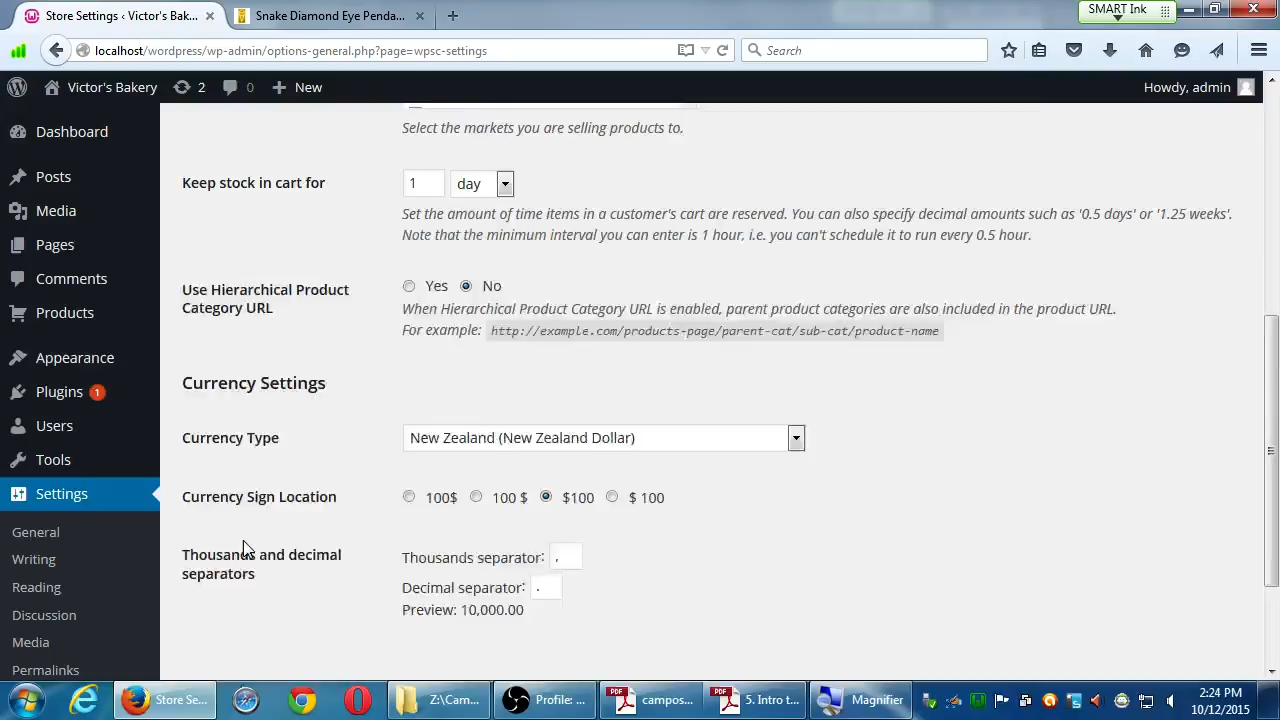 Store Settings ‹ Victor's Bak...
Snake Diamond Eye Penda...
SMART Ink
localhost/wordpress/wp-admin/options-general.php?page=wpsc-settings
Search
Victor's Bakery
2
0
New
Howdy, admin
Dashboard
Posts
Media
Pages
Comments
Products
Appearance
Plugins 1
Users
Tools
Settings
General
Writing
Reading
Discussion
Media
Permalinks
Select the markets you are selling products to.
Keep stock in cart for
1
day
Set the amount of time items in a customer's cart are reserved. You can also specify decimal amounts such as '0.5 days' or '1.25 weeks'.
Note that the minimum interval you can enter is 1 hour, i.e. you can't schedule it to run every 0.5 hour.
Use Hierarchical Product
Category URL
Yes No
When Hierarchical Product Category URL is enabled, parent product categories are also included in the product URL.
For example: http://example.com/products-page/parent-cat/sub-cat/product-name
Currency Settings
Currency Type
New Zealand (New Zealand Dollar)
Currency Sign Location
100$ 100 $ $100 $ 100
Thousands and decimal
separators
Thousands separator: ,
Decimal separator: .
Preview: 10,000.00
Store Se...
Z:\Cam...
Profile: ...
PDF
campos...
PDF
5. Intro t...
Magnifier
2:24 PM
10/12/2015